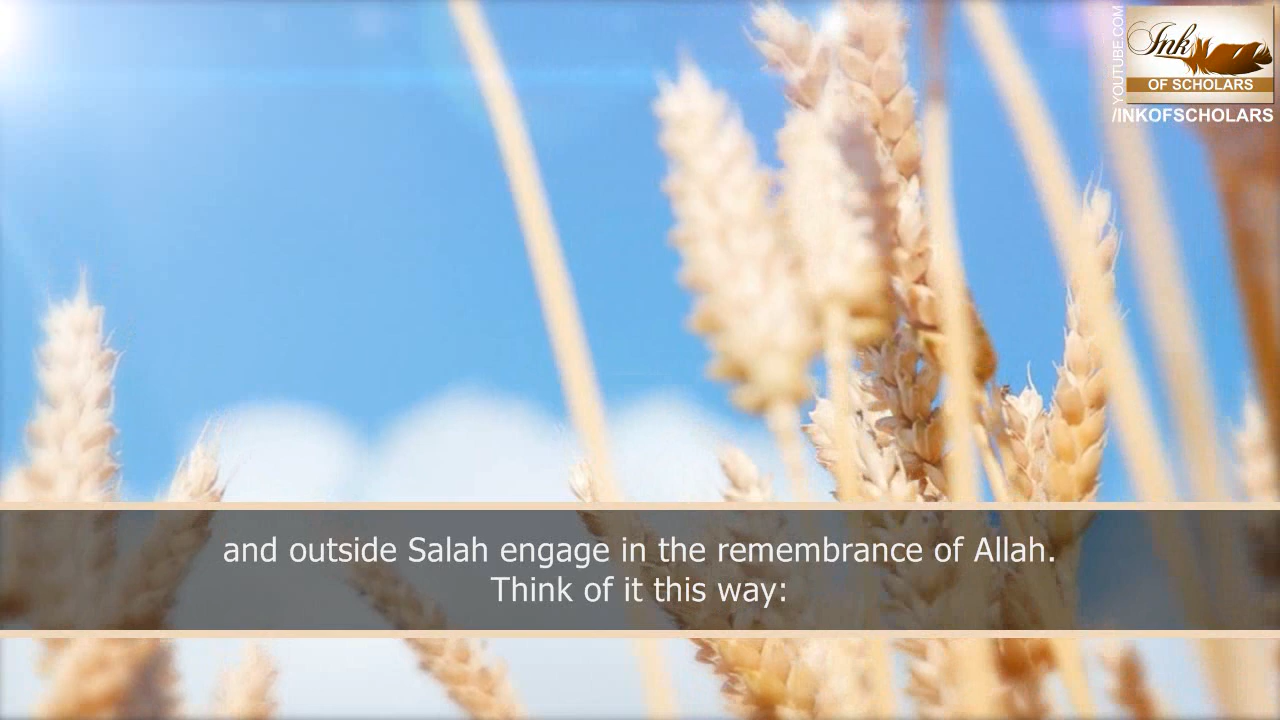 YOUTUBE.COM
Ink
OF SCHOLARS
/INKOFSCHOLARS
and outside Salah engage in the remembrance of Allah.
Think of it this way: